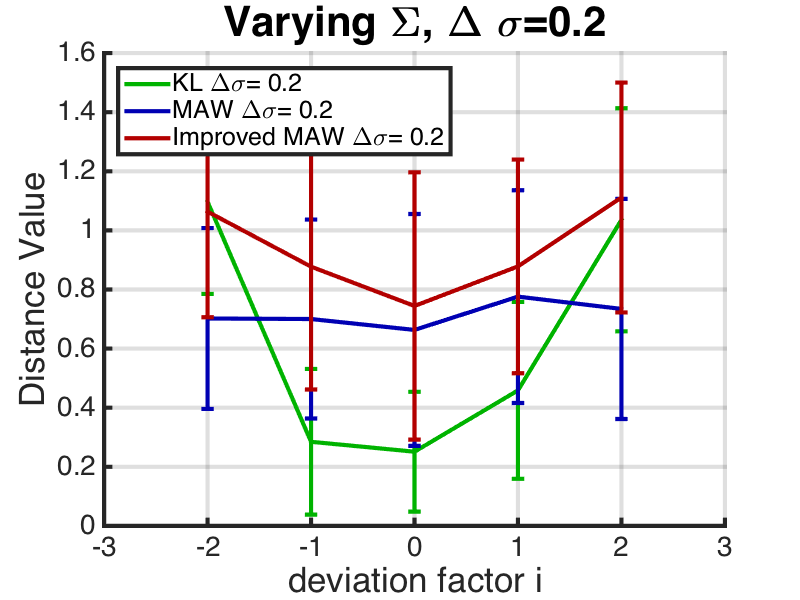 Varying Σ, Δ σ=0.2
KL Δσ= 0.2
MAW Δσ= 0.2
Improved MAW Δσ= 0.2
Distance Value
1.6
1.4
1.2
1
0.8
0.6
0.4
0.2
0
-3 -2 -1 0 1 2 3
deviation factor i